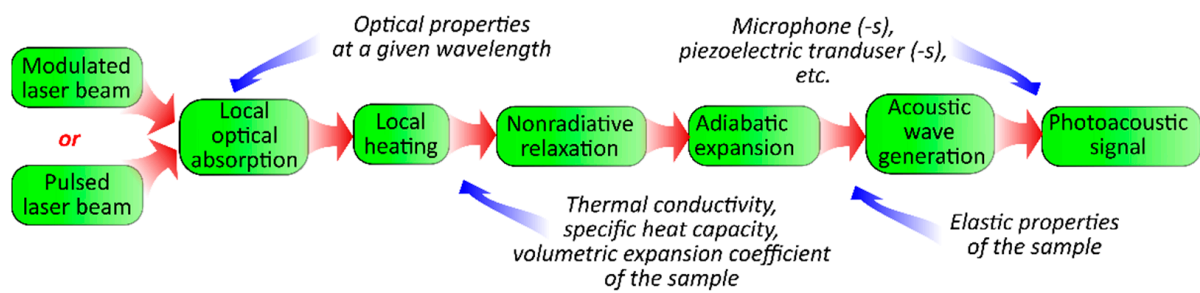 Optical properties
at a given wavelength
Microphone (-s),
piezoelectric tranduser (-s),
etc.
Modulated
laser beam
or
Pulsed
laser beam
Local
optical
absorption
Local
heating
Nonradiative
relaxation
Adiabatic
expansion
Acoustic
wave
generation
Photoacoustic
signal
Thermal conductivity,
specific heat capacity,
volumetric expansion coefficient
of the sample
Elastic properties
of the sample